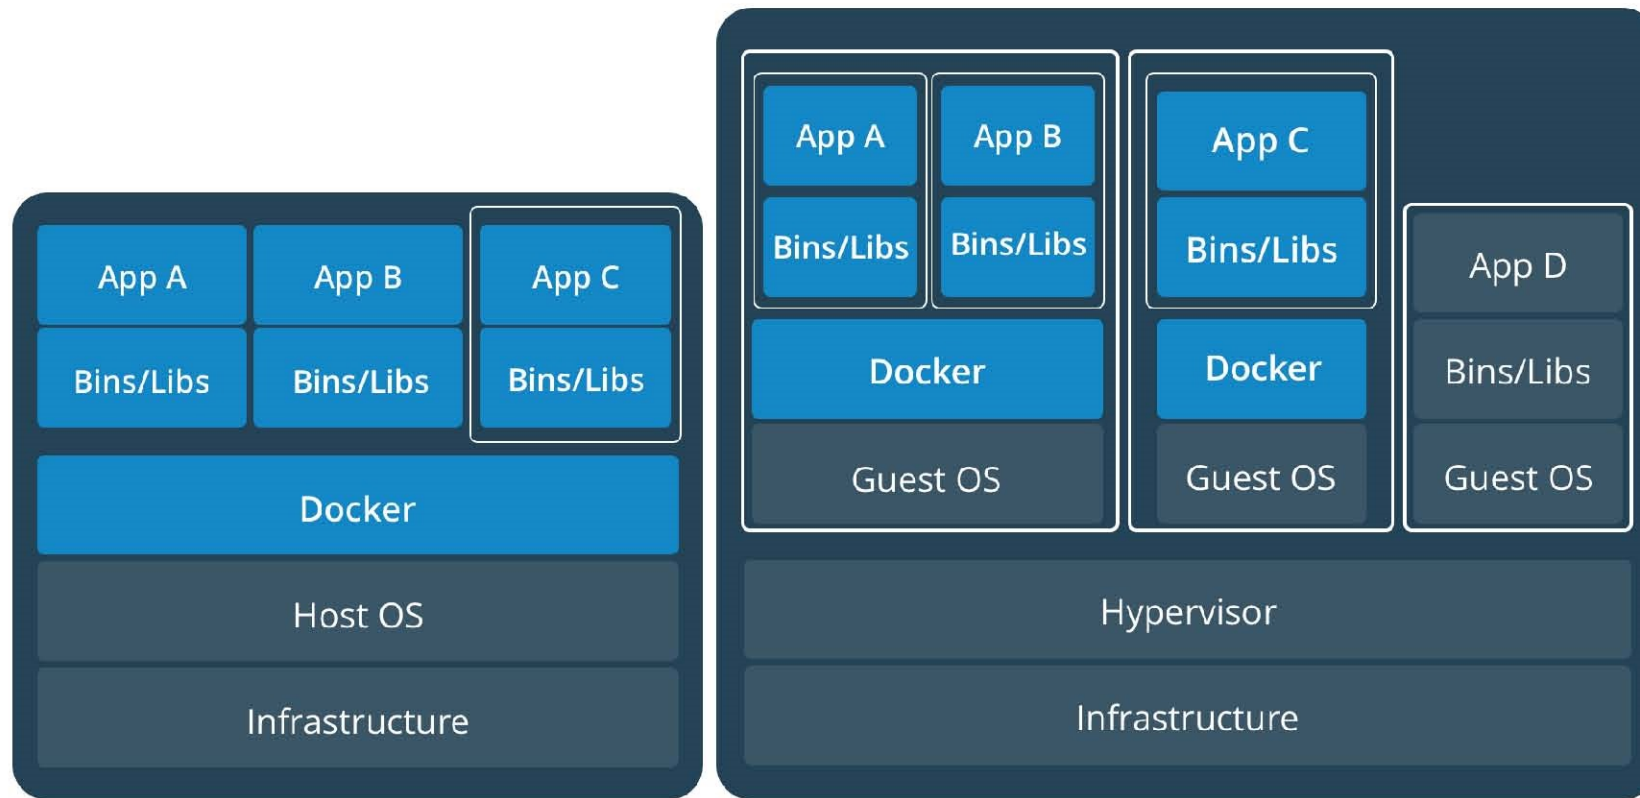 App A
App B
App C
Bins/Libs
Bins/Libs
Bins/Libs
Docker
Host OS
Infrastructure
App A
App B
App C
Bins/Libs
Bins/Libs
Bins/Libs
App D
Docker
Docker
Bins/Libs
Guest OS
Guest OS
Guest OS
Hypervisor
Infrastructure